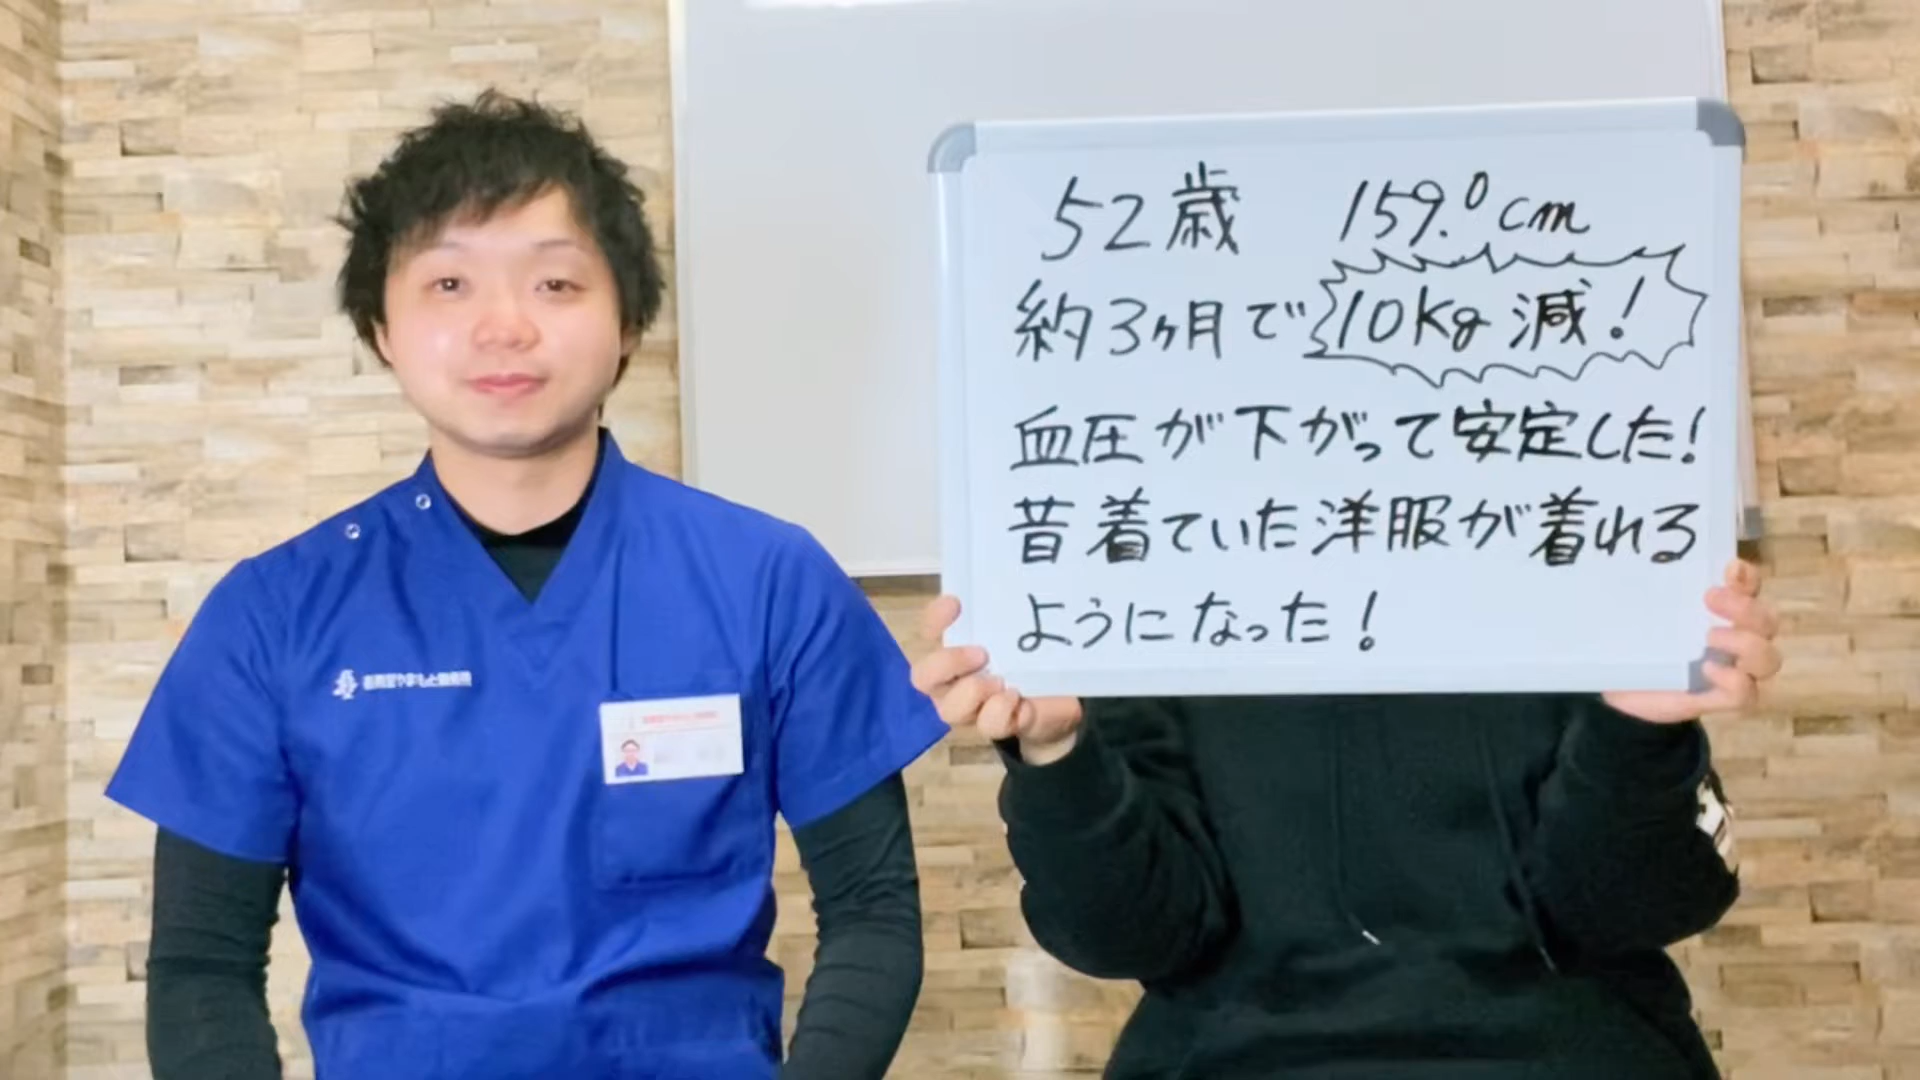 52歳 159.0cm
約3ヶ月で10Kg減!
血圧が下がって安定した!
昔着ていた洋服が着れる
ようになった!